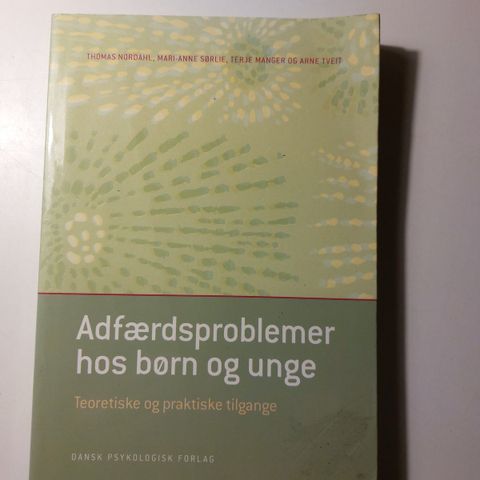 THOMAS NORDAHL, MARI-ANNE SØRLIE, TERJE MANGER OG ARNE TVEIT
Adfærdsproblemer
hos børn og unge
Teoretiske og praktiske tilgange
DANSK PSYKOLOGISK FORLAG